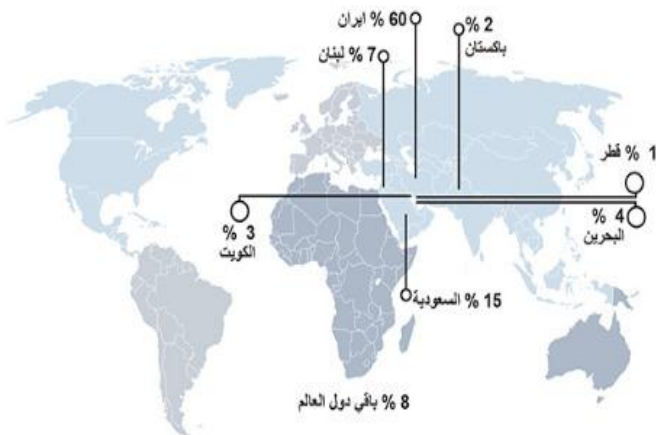 60 % ايران
2 %
باكستان
7 % لبنان
1 % قطر
4 %
البحرين
3 %
الكويت
15 % السعودية
8 % باقي دول العالم